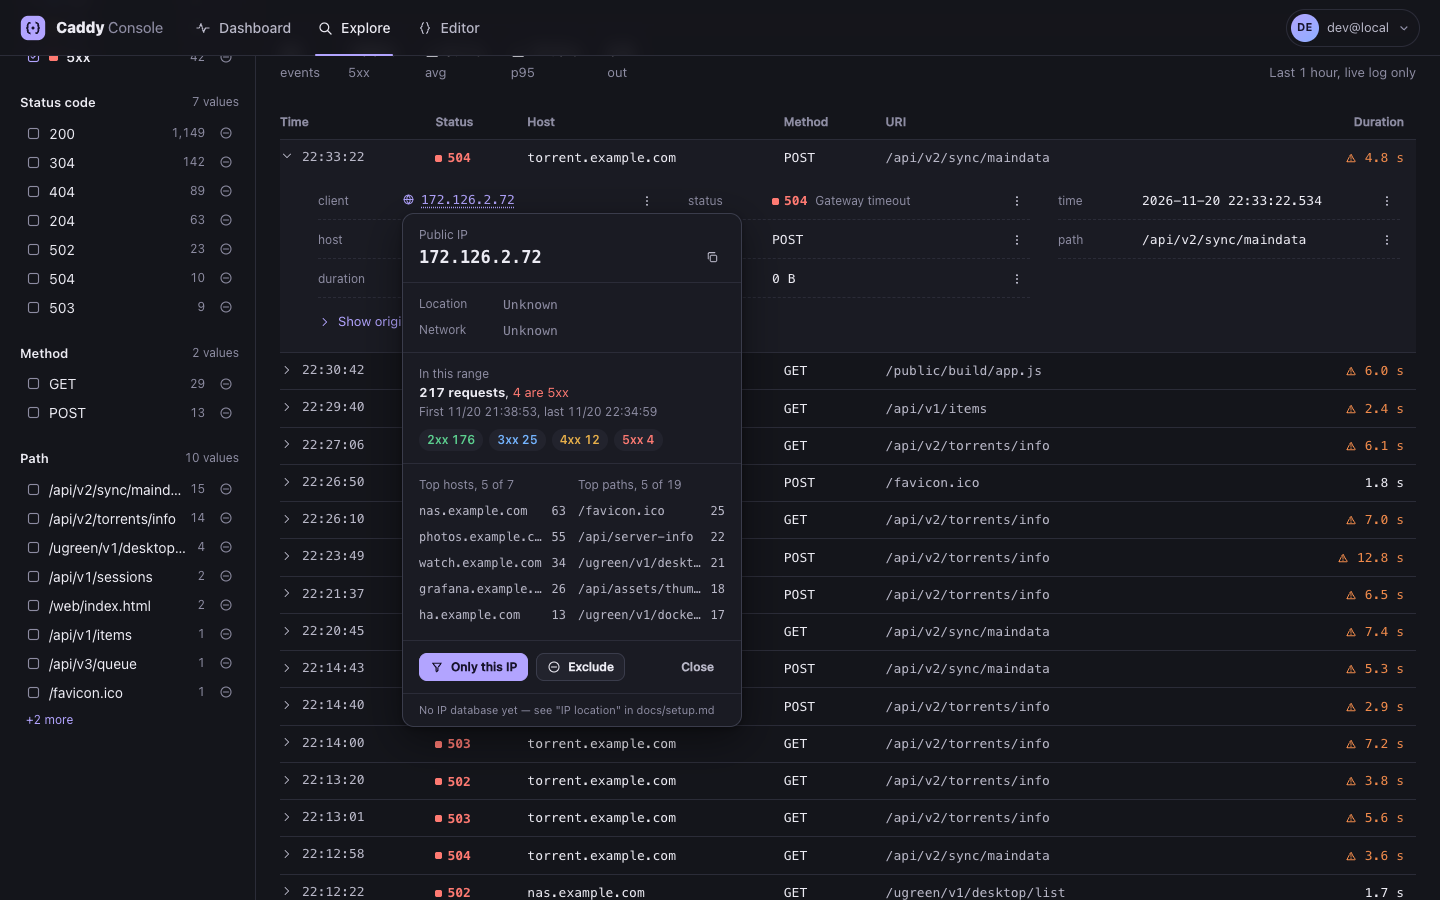 Caddy Console
Dashboard
Explore
Editor
DE
dev@local
5xx 42
Status code 7 values
200 1,149
304 142
404 89
204 63
502 23
504 10
503 9
Method 2 values
GET 29
POST 13
Path 10 values
/api/v2/sync/maind... 15
/api/v2/torrents/info 14
/ugreen/v1/desktop... 4
/api/v1/sessions 2
/web/index.html 2
/api/v1/items 1
/api/v3/queue 1
/favicon.ico 1
+2 more
events 5xx avg p95 out
Last 1 hour, live log only
Time Status Host Method URI Duration
22:33:22 504 torrent.example.com POST /api/v2/sync/maindata 4.8 s
client 172.126.2.72 status 504 Gateway timeout time 2026-11-20 22:33:22.534
host POST path /api/v2/sync/maindata
duration 0 B
Show origi
Public IP
172.126.2.72
Location Unknown
Network Unknown
In this range
217 requests, 4 are 5xx
First 11/20 21:38:53, last 11/20 22:34:59
2xx 176 3xx 25 4xx 12 5xx 4
Top hosts, 5 of 7 Top paths, 5 of 19
nas.example.com 63 /favicon.ico 25
photos.example.c… 55 /api/server-info 22
watch.example.com 34 /ugreen/v1/deskt… 21
grafana.example.… 26 /api/assets/thum… 18
ha.example.com 13 /ugreen/v1/docke… 17
Only this IP Exclude Close
No IP database yet — see "IP location" in docs/setup.md
22:30:42 GET /public/build/app.js 6.0 s
22:29:40 GET /api/v1/items 2.4 s
22:27:06 GET /api/v2/torrents/info 6.1 s
22:26:50 POST /favicon.ico 1.8 s
22:26:10 GET /api/v2/torrents/info 7.0 s
22:23:49 POST /api/v2/torrents/info 12.8 s
22:21:37 POST /api/v2/torrents/info 6.5 s
22:20:45 GET /api/v2/sync/maindata 7.4 s
22:14:43 POST /api/v2/sync/maindata 5.3 s
22:14:40 POST /api/v2/torrents/info 2.9 s
22:14:00 503 torrent.example.com GET /api/v2/torrents/info 7.2 s
22:13:20 502 torrent.example.com GET /api/v2/torrents/info 3.8 s
22:13:01 503 torrent.example.com GET /api/v2/torrents/info 5.6 s
22:12:58 504 torrent.example.com GET /api/v2/sync/maindata 3.6 s
22:12:22 502 nas.example.com GET /ugreen/v1/desktop/list 1.7 s